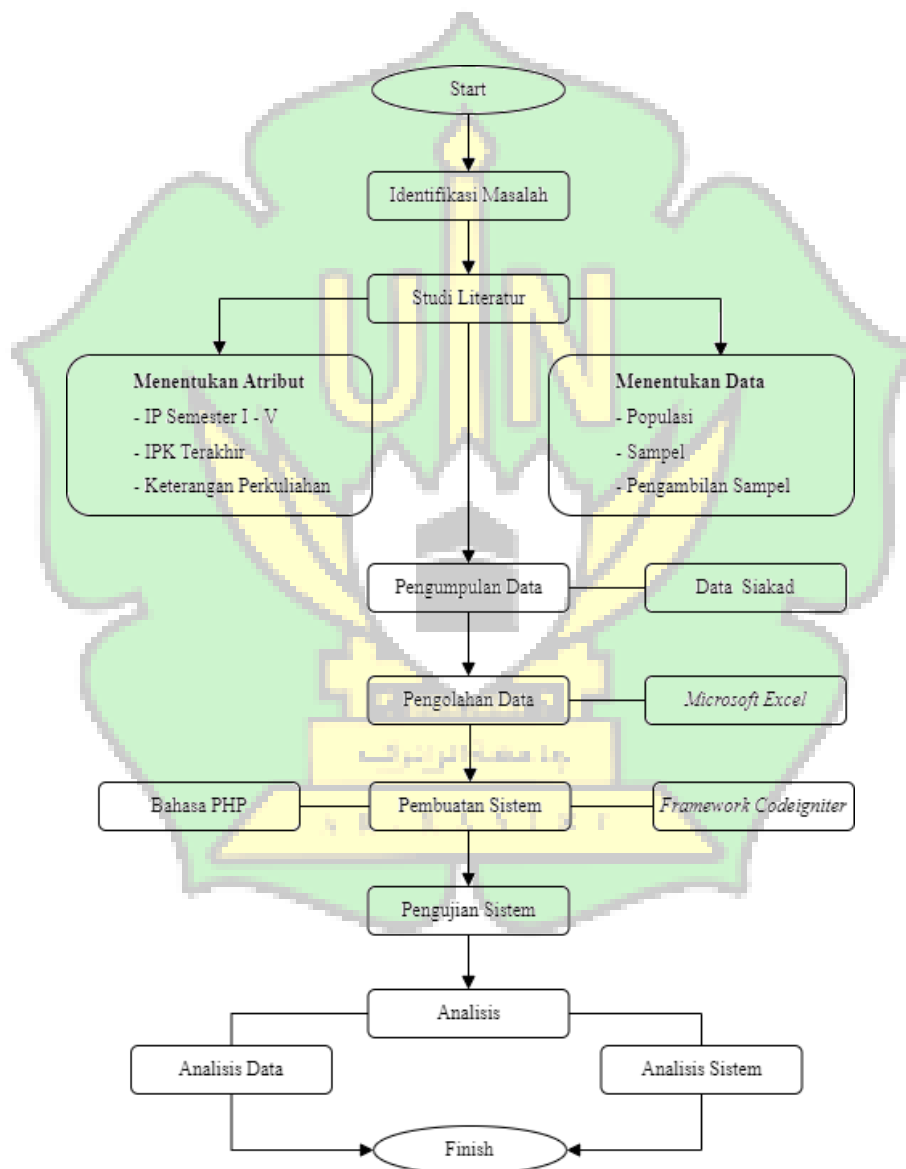 Start
Identifikasi Masalah
UIN
Studi Literatur
Menentukan Atribut
- IP Semester I - V
- IPK Terakhir
- Keterangan Perkuliahan
Menentukan Data
- Populasi
- Sampel
- Pengambilan Sampel
Pengumpulan Data
Data Siakad
Pengolahan Data
Microsoft Excel
Bahasa PHP
Pembuatan Sistem
Framework Codeigniter
Pengujian Sistem
Analisis
Analisis Data
Analisis Sistem
Finish